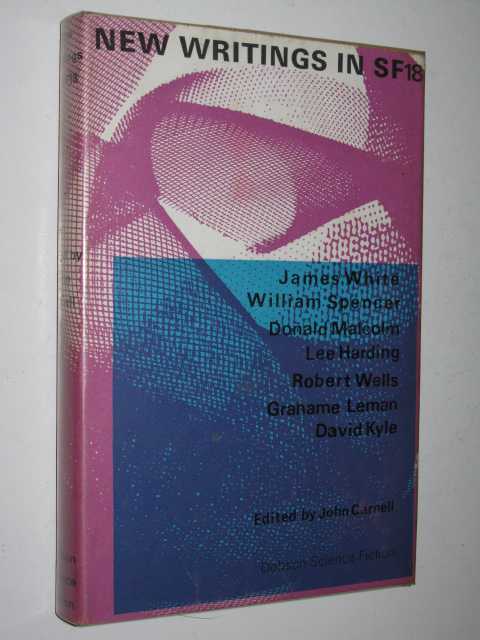 NEW WRITINGS IN SF18
James White
William Spencer
Donald Malcolm
Lee Harding
Robert Wells
Grahame Leman
David Kyle
Edited by John Carnell
Dobson Science Fiction